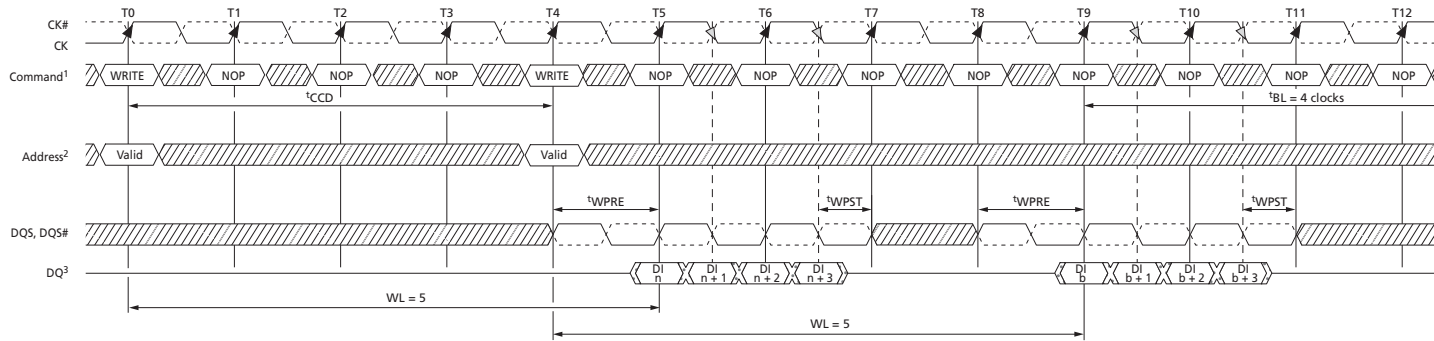 T0 T1 T2 T3 T4 T5 T6 T7 T8 T9 T10 T11 T12
CK#
CK
Command1 WRITE NOP NOP NOP WRITE NOP NOP NOP NOP NOP NOP NOP NOP
tCCD tBL = 4 clocks
Address2 Valid Valid
tWPRE tWPST tWPRE tWPST
DQS, DQS#
DQ3 DI n DI n + 1 DI n + 2 DI n + 3 DI b DI b + 1 DI b + 2 DI b + 3
WL = 5
WL = 5